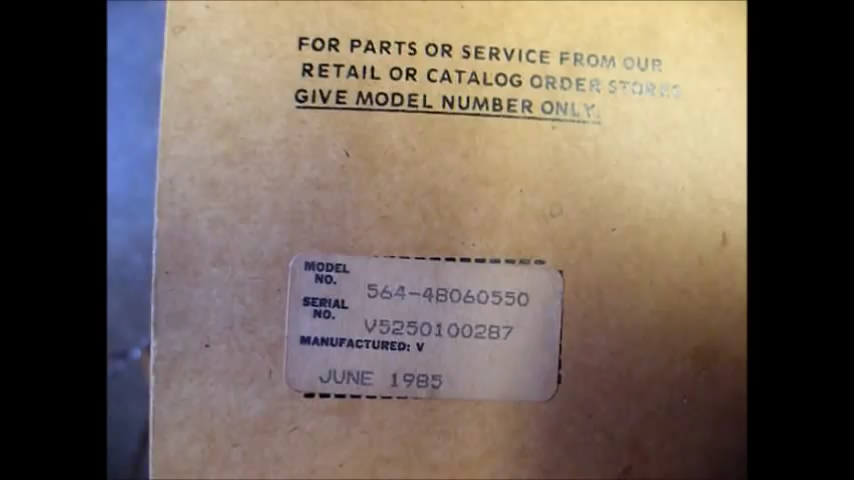 FOR PARTS OR SERVICE FROM OUR
RETAIL OR CATALOG ORDER STORES
GIVE MODEL NUMBER ONLY.
MODEL NO. 564-48060550
SERIAL NO. V5250100287
MANUFACTURED: V
JUNE 1985